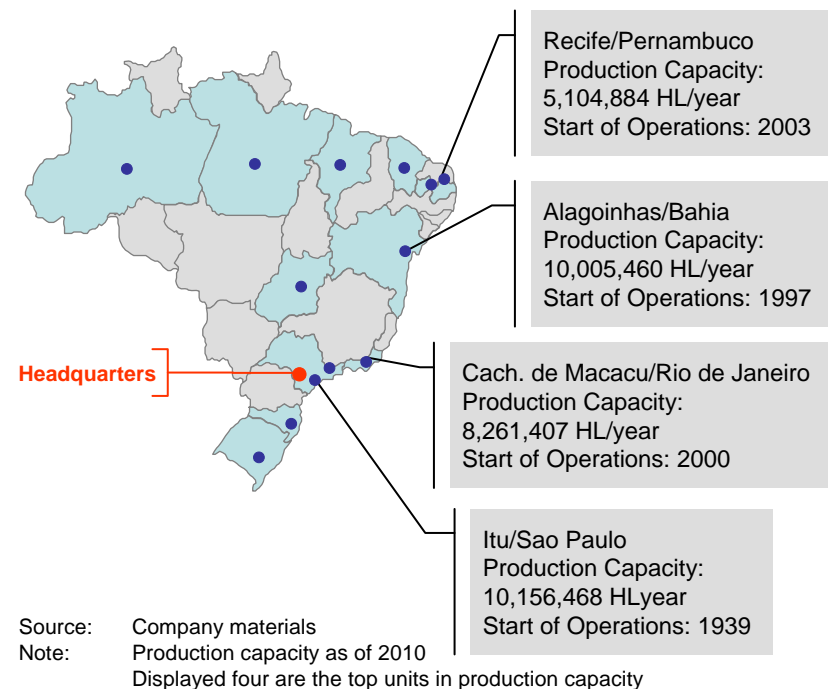 Recife/Pernambuco
Production Capacity:
5,104,884 HL/year
Start of Operations: 2003
Alagoinhas/Bahia
Production Capacity:
10,005,460 HL/year
Start of Operations: 1997
Headquarters
Cach. de Macacu/Rio de Janeiro
Production Capacity:
8,261,407 HL/year
Start of Operations: 2000
Itu/Sao Paulo
Production Capacity:
10,156,468 HLyear
Start of Operations: 1939
Source: Company materials
Note: Production capacity as of 2010
Displayed four are the top units in production capacity